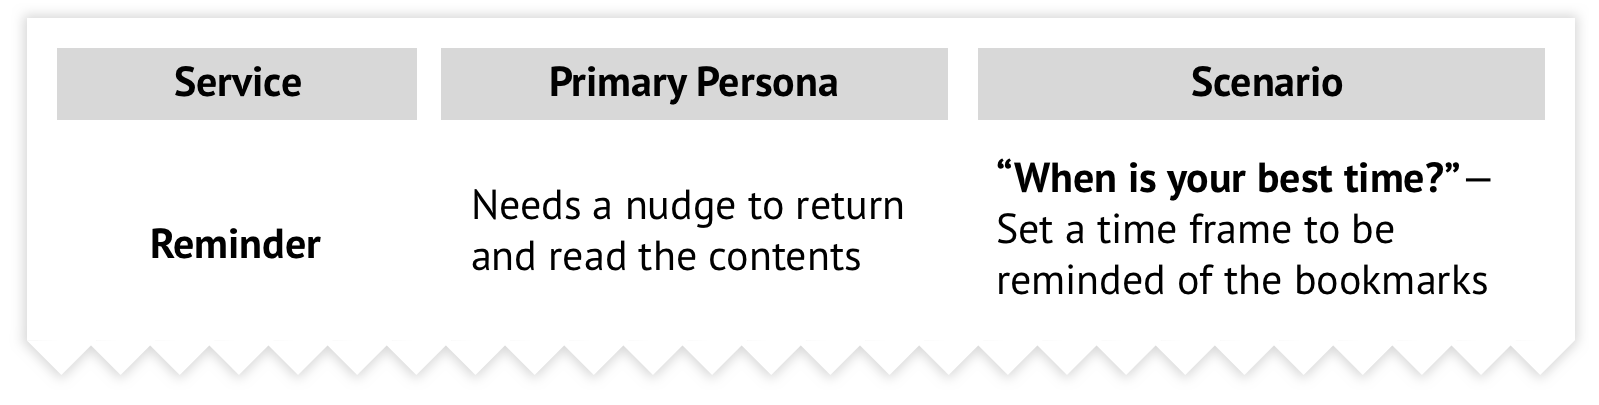 Service
Primary Persona
Scenario
Reminder
Needs a nudge to return
and read the contents
“When is your best time?” —
Set a time frame to be
reminded of the bookmarks